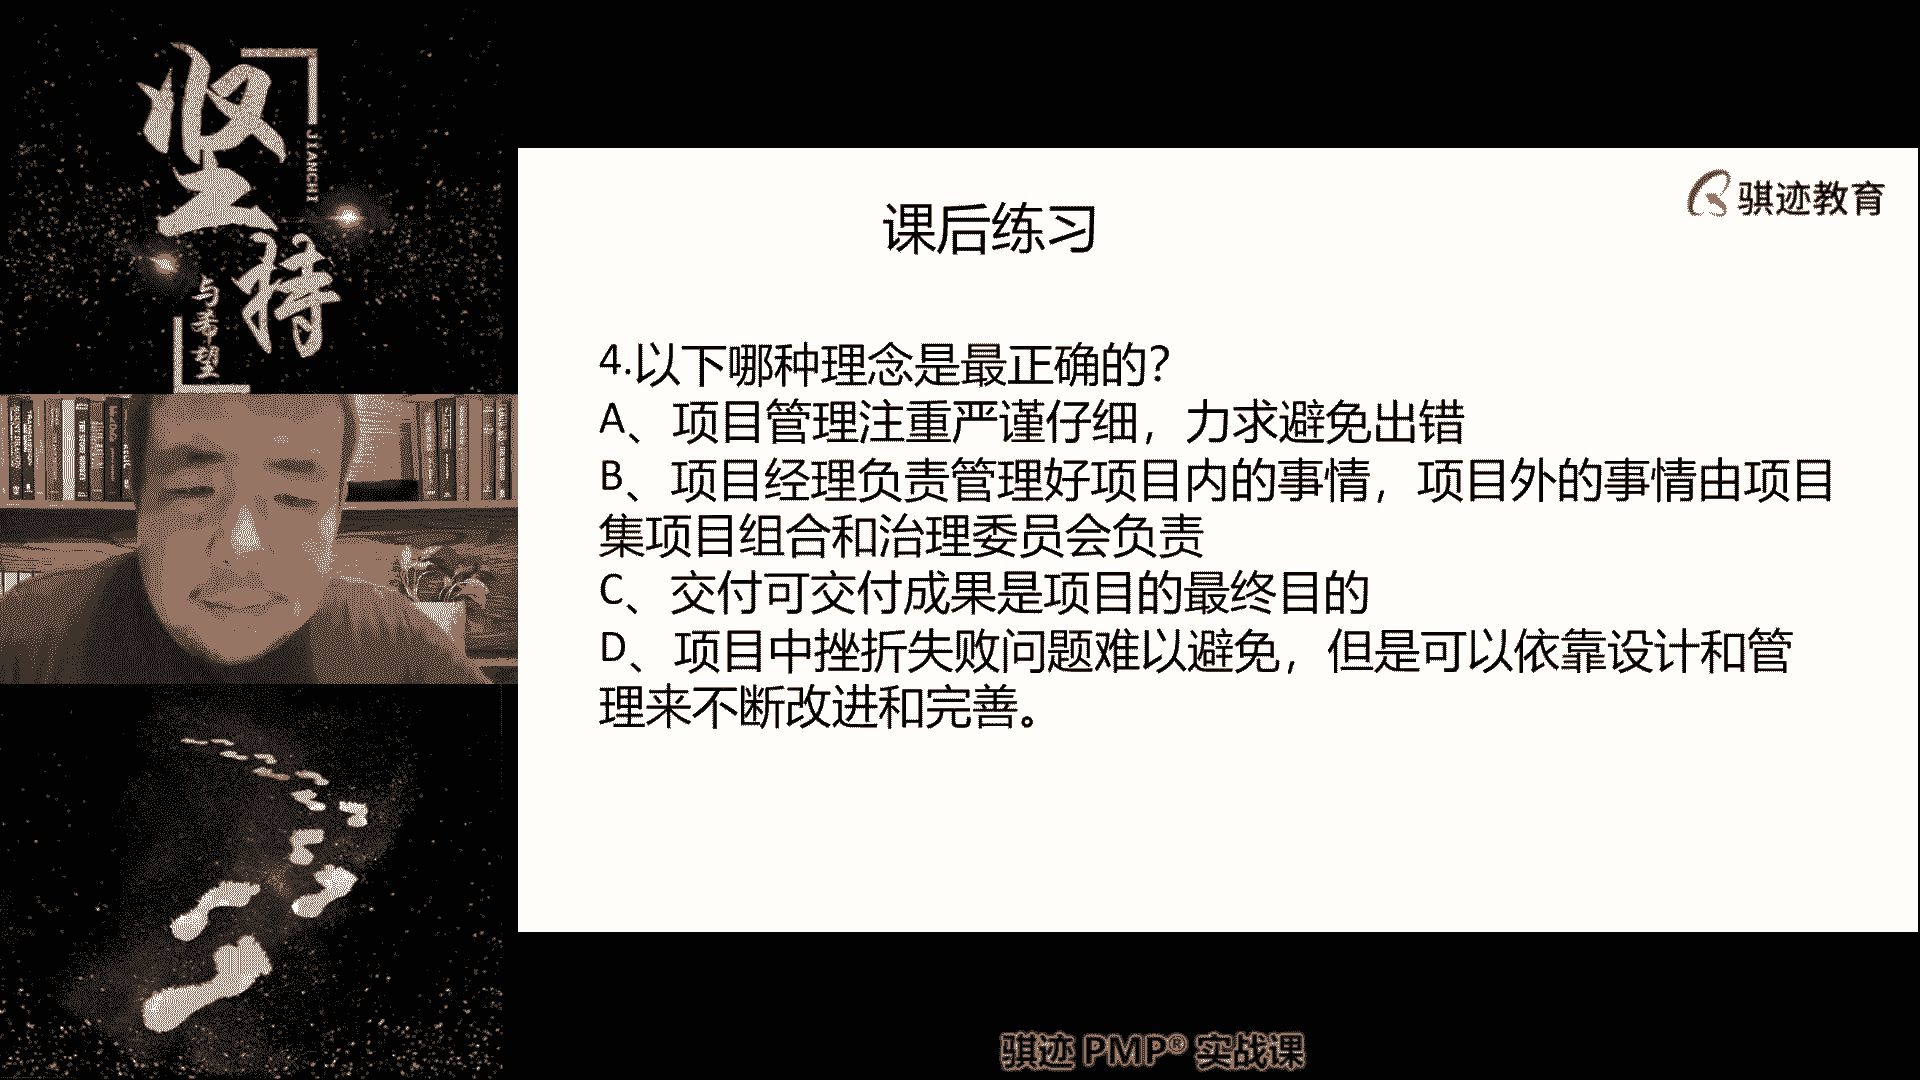 坚持
JIANCHI
与希望
骐迹教育
课后练习
4.以下哪种理念是最正确的?
A、项目管理注重严谨仔细，力求避免出错
B、项目经理负责管理好项目内的事情，项目外的事情由项目
集项目组合和治理委员会负责
C、交付可交付成果是项目的最终目的
D、项目中挫折失败问题难以避免，但是可以依靠设计和管
理来不断改进和完善。
骐迹 PMP® 实战课